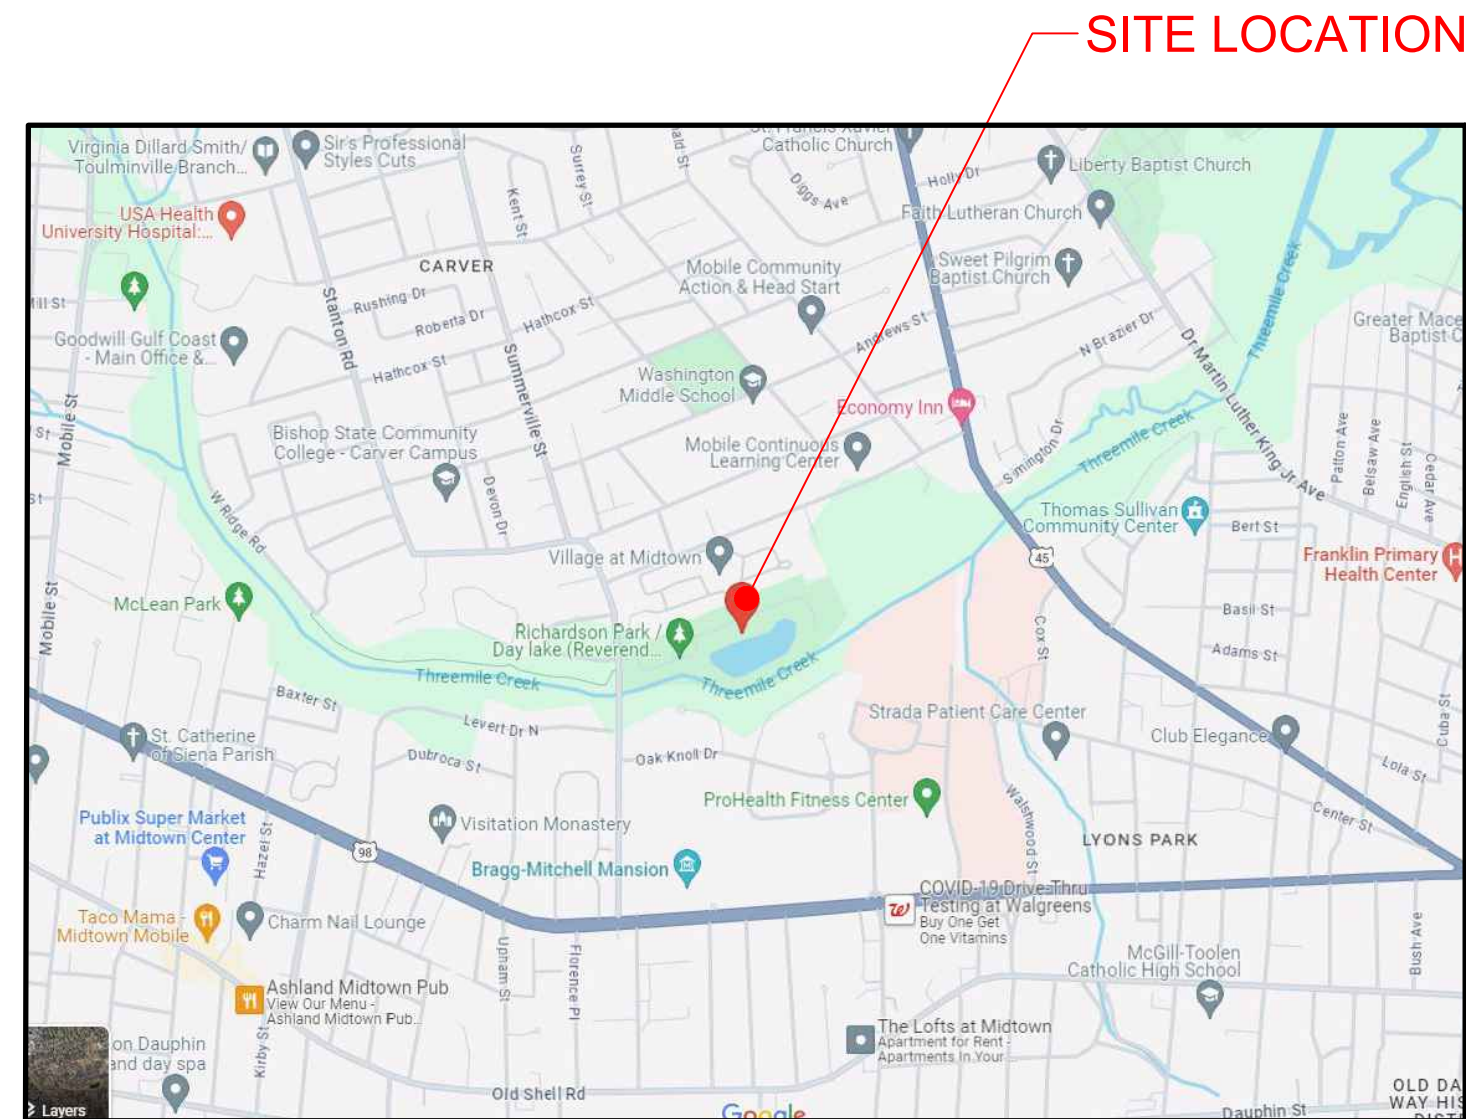 SITE LOCATION
Virginia Dillard Smith/
Toulminville Branch...
Sir's Professional
Styles Cuts
Surrey St
Kent St
ald St
St. Francis Xavier
Catholic Church
Diggs Ave
Holly Dr
Liberty Baptist Church
USA Health
University Hospital:...
Faith Lutheran Church
CARVER
Mobile Community
Action & Head Start
Sweet Pilgrim
Baptist Church
Threemile Creek
Rushing Dr
Roberta Dr
Hathcox St
Hathcox St
Stanton Rd
Summerville St
Andrews St
N Brazier Dr
Dr Martin Luther King Jr Ave
Greater Mace
Baptist C
Goodwill Gulf Coast
- Main Office &...
Washington
Middle School
Economy Inn
Mobile St
Bishop State Community
College - Carver Campus
Mobile Continuous
Learning Center
Simington Dr
Threemile Creek
Patton Ave
Belsaw Ave
English St
Cedar Ave
Devon Dr
W Ridge Rd
Thomas Sullivan
Community Center
Bert St
45
Village at Midtown
Franklin Primary
Health Center
McLean Park
Mobile St
Basil St
Richardson Park /
Day lake (Reverend...
Cox St
Adams St
Threemile Creek
Threemile Creek
Baxter St
Levert Dr N
Strada Patient Care Center
Club Elegance
Cuba St
St. Catherine
of Siena Parish
Dubroca St
Oak Knoll Dr
Lola St
ProHealth Fitness Center
Walshwood St
Center St
Publix Super Market
at Midtown Center
Hazel St
Visitation Monastery
98
LYONS PARK
Bragg-Mitchell Mansion
COVID-19 Drive-Thru
Testing at Walgreens
Buy One Get
One Vitamins
Taco Mama -
Midtown Mobile
Charm Nail Lounge
Upham St
Florence Pl
McGill-Toolen
Catholic High School
Bush Ave
Ashland Midtown Pub
View Our Menu -
Ashland Midtown Pub...
Kirby St
The Lofts at Midtown
Apartment for Rent -
Apartments In Your
on Dauphin
and day spa
Old Shell Rd
OLD DA
WAY HIS
DIST
Layers
Google
Dauphin St